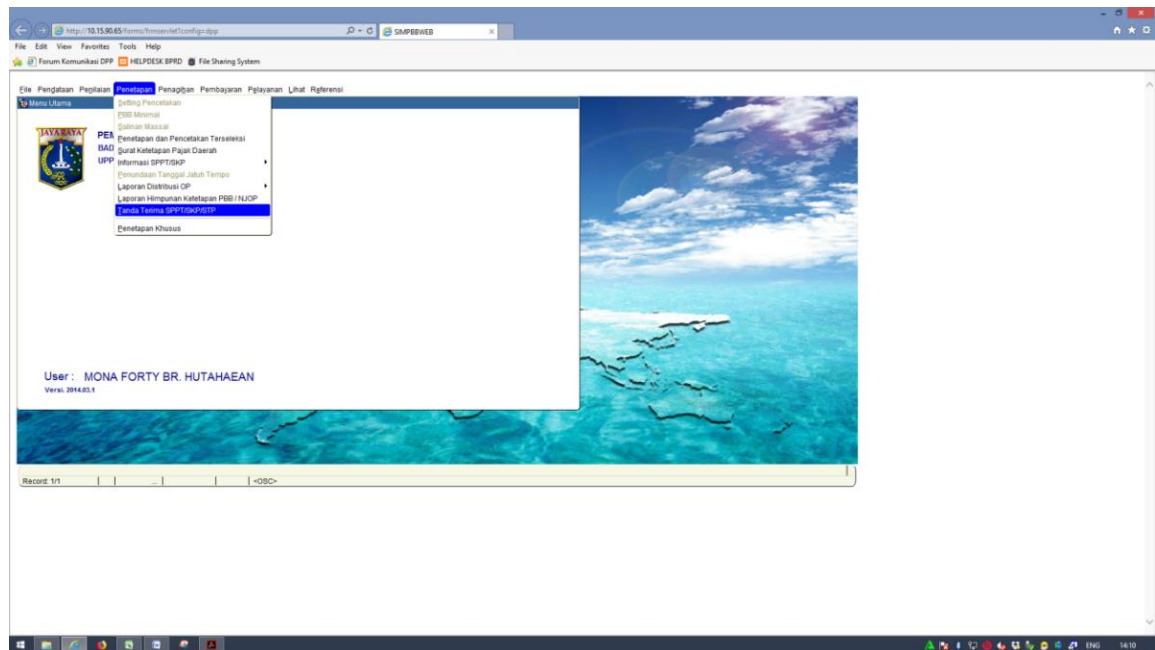 http://10.15.90.65/forms/frmservlet?config=dpp
SIMPBBWEB
File Edit View Favorites Tools Help
Forum Komunikasi DPP HELPDESK BPRD File Sharing System
File Pendataan Penilaian Penetapan Penagihan Pembayaran Pelayanan Lihat Referensi
Menu Utama
Setting Pencetakan
PBB Minimal
Salinan Massal
Penetapan dan Pencetakan Terseleksi
Surat Ketetapan Pajak Daerah
Informasi SPPT/SKP
Penundaan Tanggal Jatuh Tempo
Laporan Distribusi OP
Laporan Himpunan Ketetapan PBB / NJOP
Tanda Terima SPPT/SKP/STP
Penetapan Khusus
JAYA RAYA
PEM
BAD
UPP
User : MONA FORTY BR. HUTAHAEAN
Versi. 2014.03.1
Record: 1/1 ... <OSC>
ENG 14:10